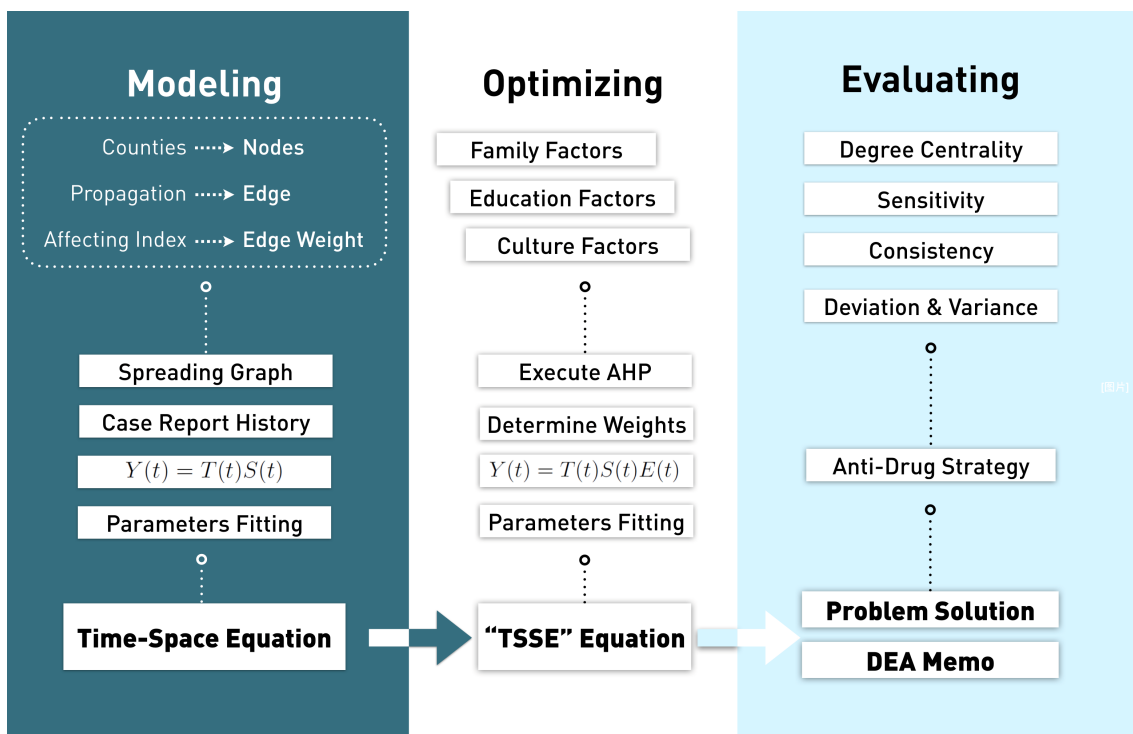 Modeling
Counties
Nodes
Propagation
Edge
Affecting Index
Edge Weight
Spreading Graph
Case Report History
Y(t) = T(t)S(t)
Parameters Fitting
Time-Space Equation
Optimizing
Family Factors
Education Factors
Culture Factors
Execute AHP
Determine Weights
Y(t) = T(t)S(t)E(t)
Parameters Fitting
“TSSE” Equation
Evaluating
Degree Centrality
Sensitivity
Consistency
Deviation & Variance
[图片]
Anti-Drug Strategy
Problem Solution
DEA Memo